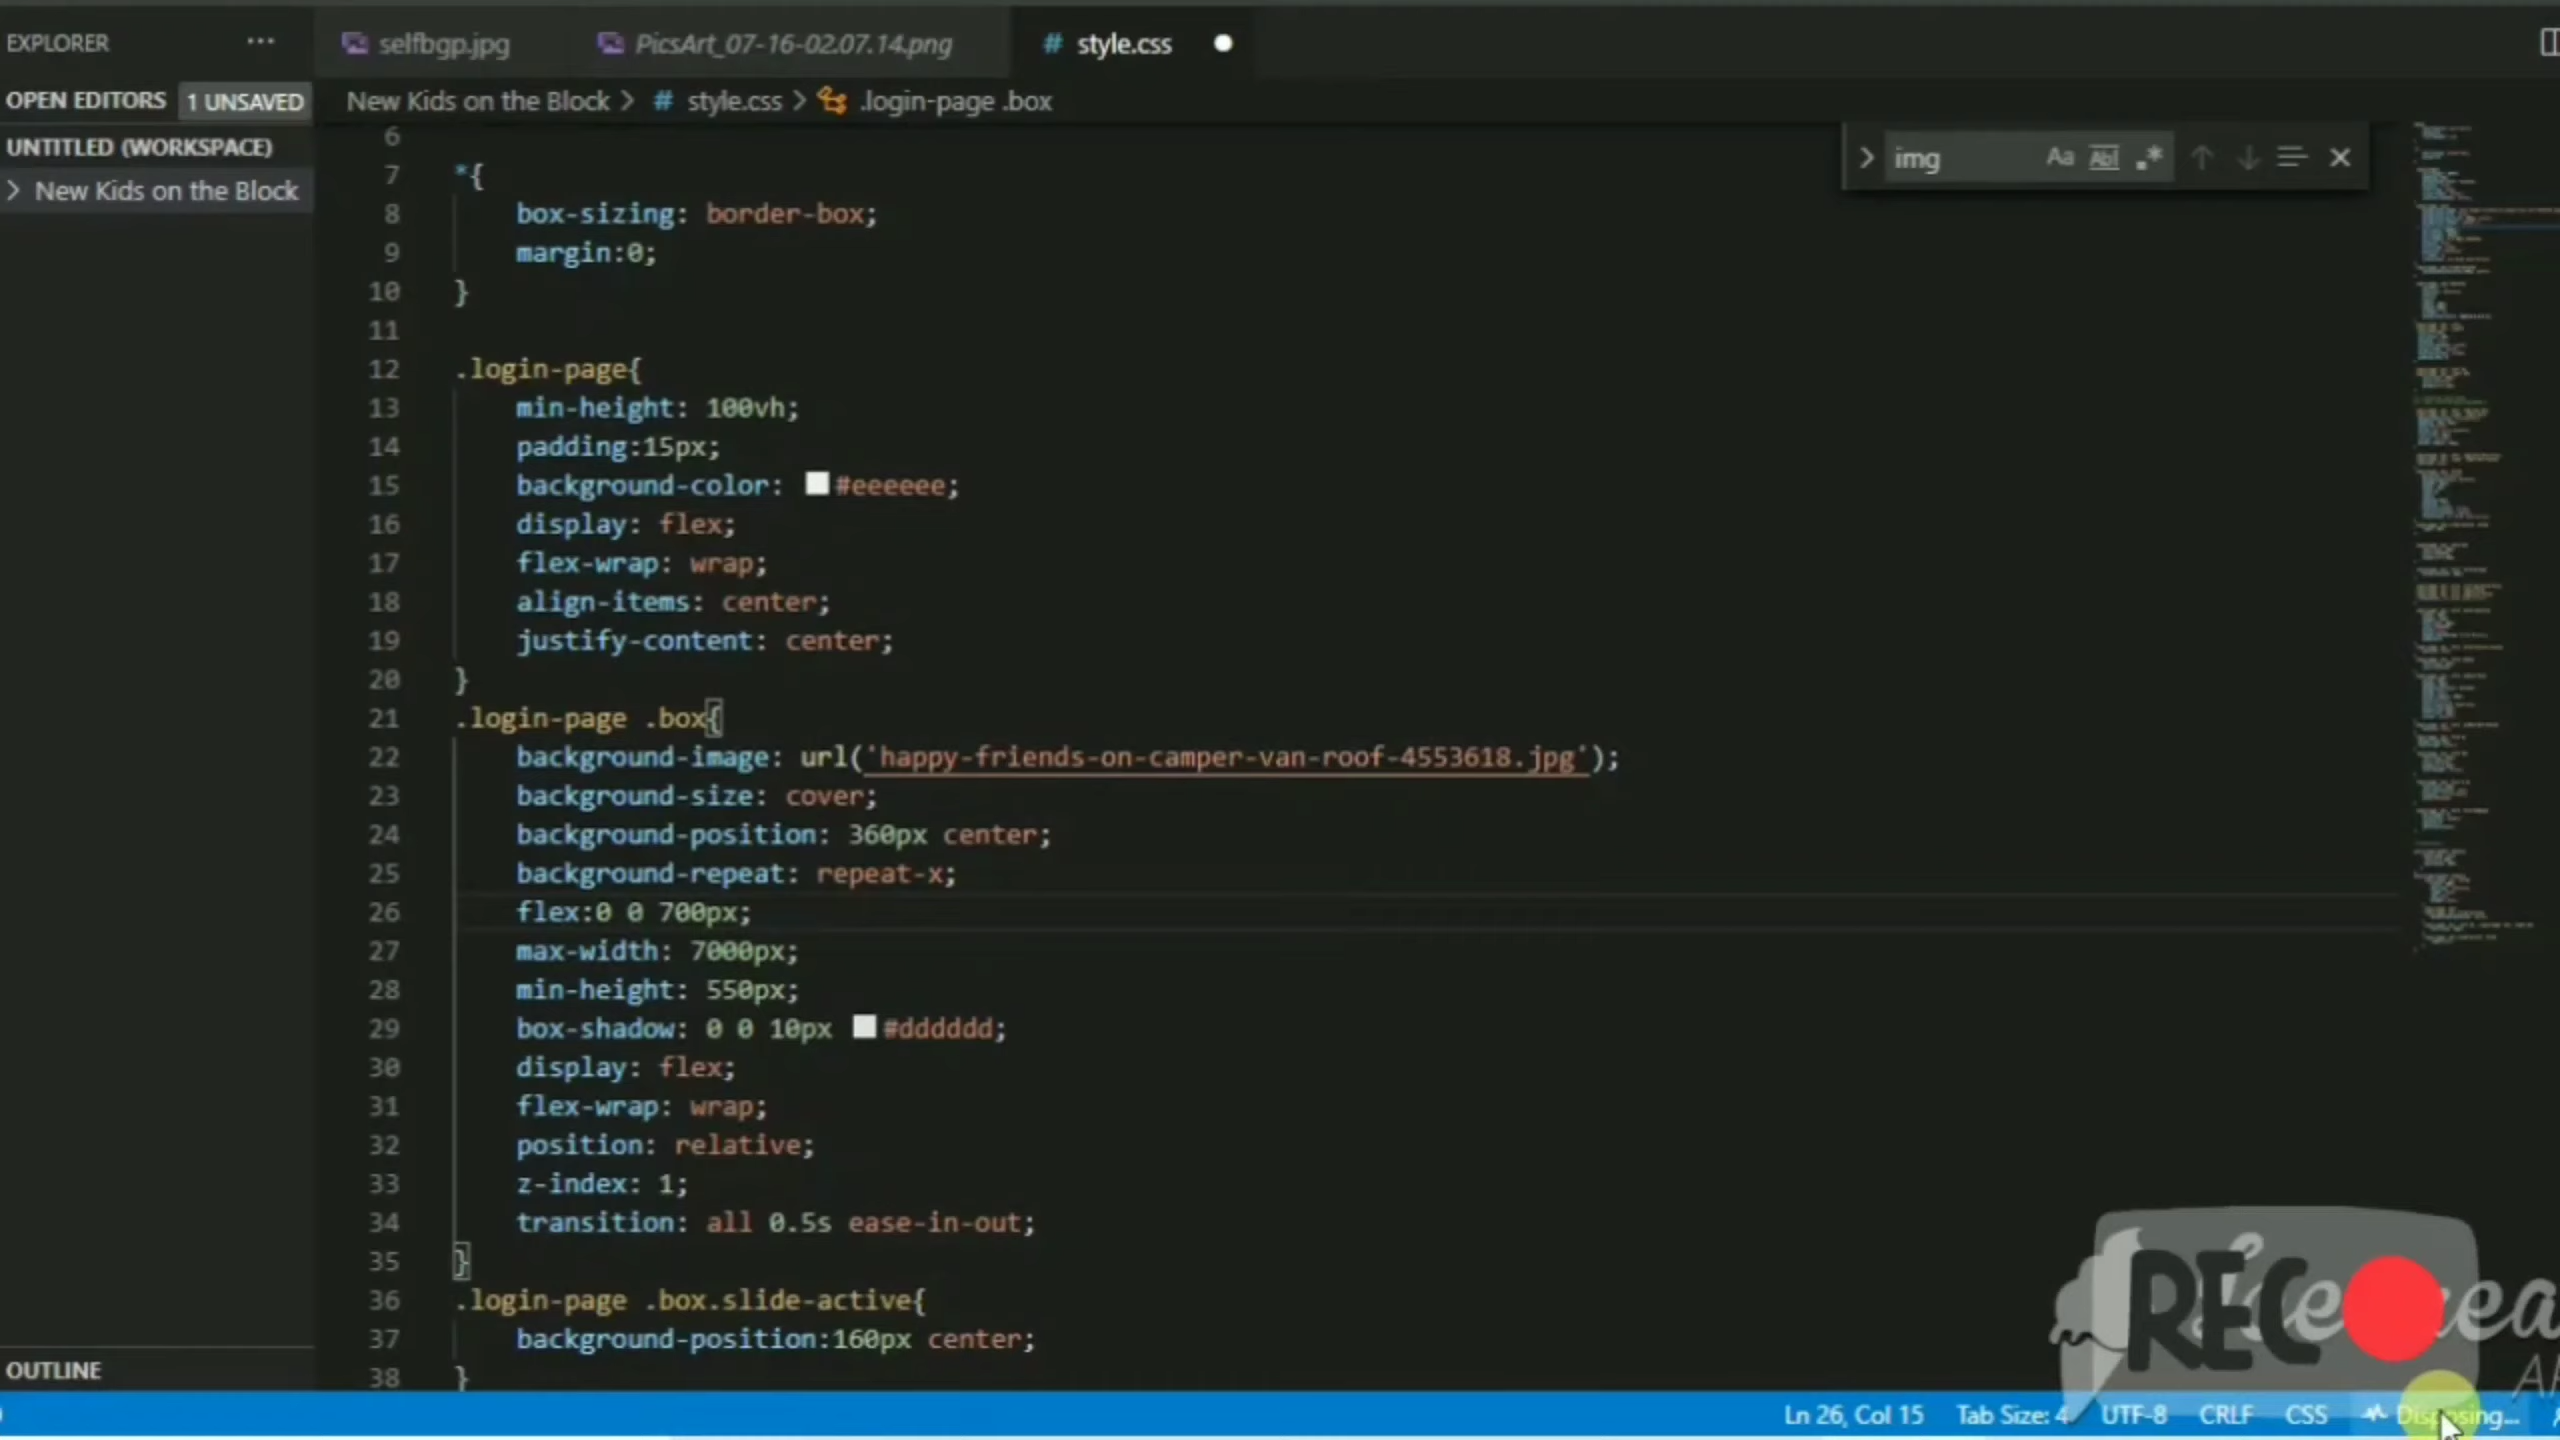 EXPLORER ···
selfbgp.jpg
PicsArt_07-16-02.07.14.png
# style.css
OPEN EDITORS 1 UNSAVED
New Kids on the Block > # style.css > .login-page .box
UNTITLED (WORKSPACE)
New Kids on the Block
img
6
7 *{
8 box-sizing: border-box;
9 margin:0;
10 }
11
12 .login-page{
13 min-height: 100vh;
14 padding:15px;
15 background-color: #eeeeee;
16 display: flex;
17 flex-wrap: wrap;
18 align-items: center;
19 justify-content: center;
20 }
21 .login-page .box{
22 background-image: url('happy-friends-on-camper-van-roof-4553618.jpg');
23 background-size: cover;
24 background-position: 360px center;
25 background-repeat: repeat-x;
26 flex:0 0 700px;
27 max-width: 7000px;
28 min-height: 550px;
29 box-shadow: 0 0 10px #dddddd;
30 display: flex;
31 flex-wrap: wrap;
32 position: relative;
33 z-index: 1;
34 transition: all 0.5s ease-in-out;
35 }
36 .login-page .box.slide-active{
37 background-position:160px center;
38 }
OUTLINE
REC
Ln 26, Col 15 Tab Size: 4 UTF-8 CRLF CSS Disposing...